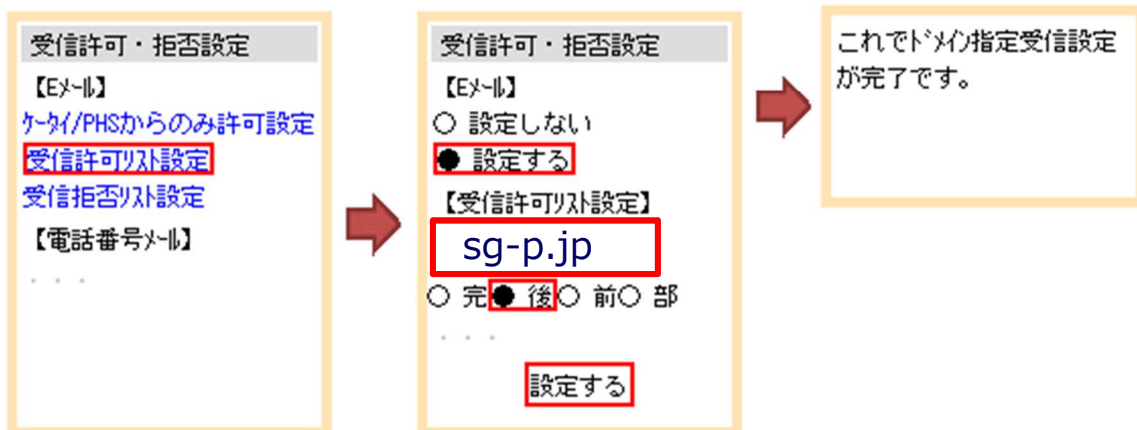 受信許可・拒否設定
【Eメール】
ケータイ/PHSからのみ許可設定
受信許可リスト設定
受信拒否リスト設定
【電話番号メール】
・・・
受信許可・拒否設定
【Eメール】
○ 設定しない
● 設定する
【受信許可リスト設定】
sg-p.jp
○ 完● 後○ 前○ 部
・・・
設定する
これでドメイン指定受信設定
が完了です。